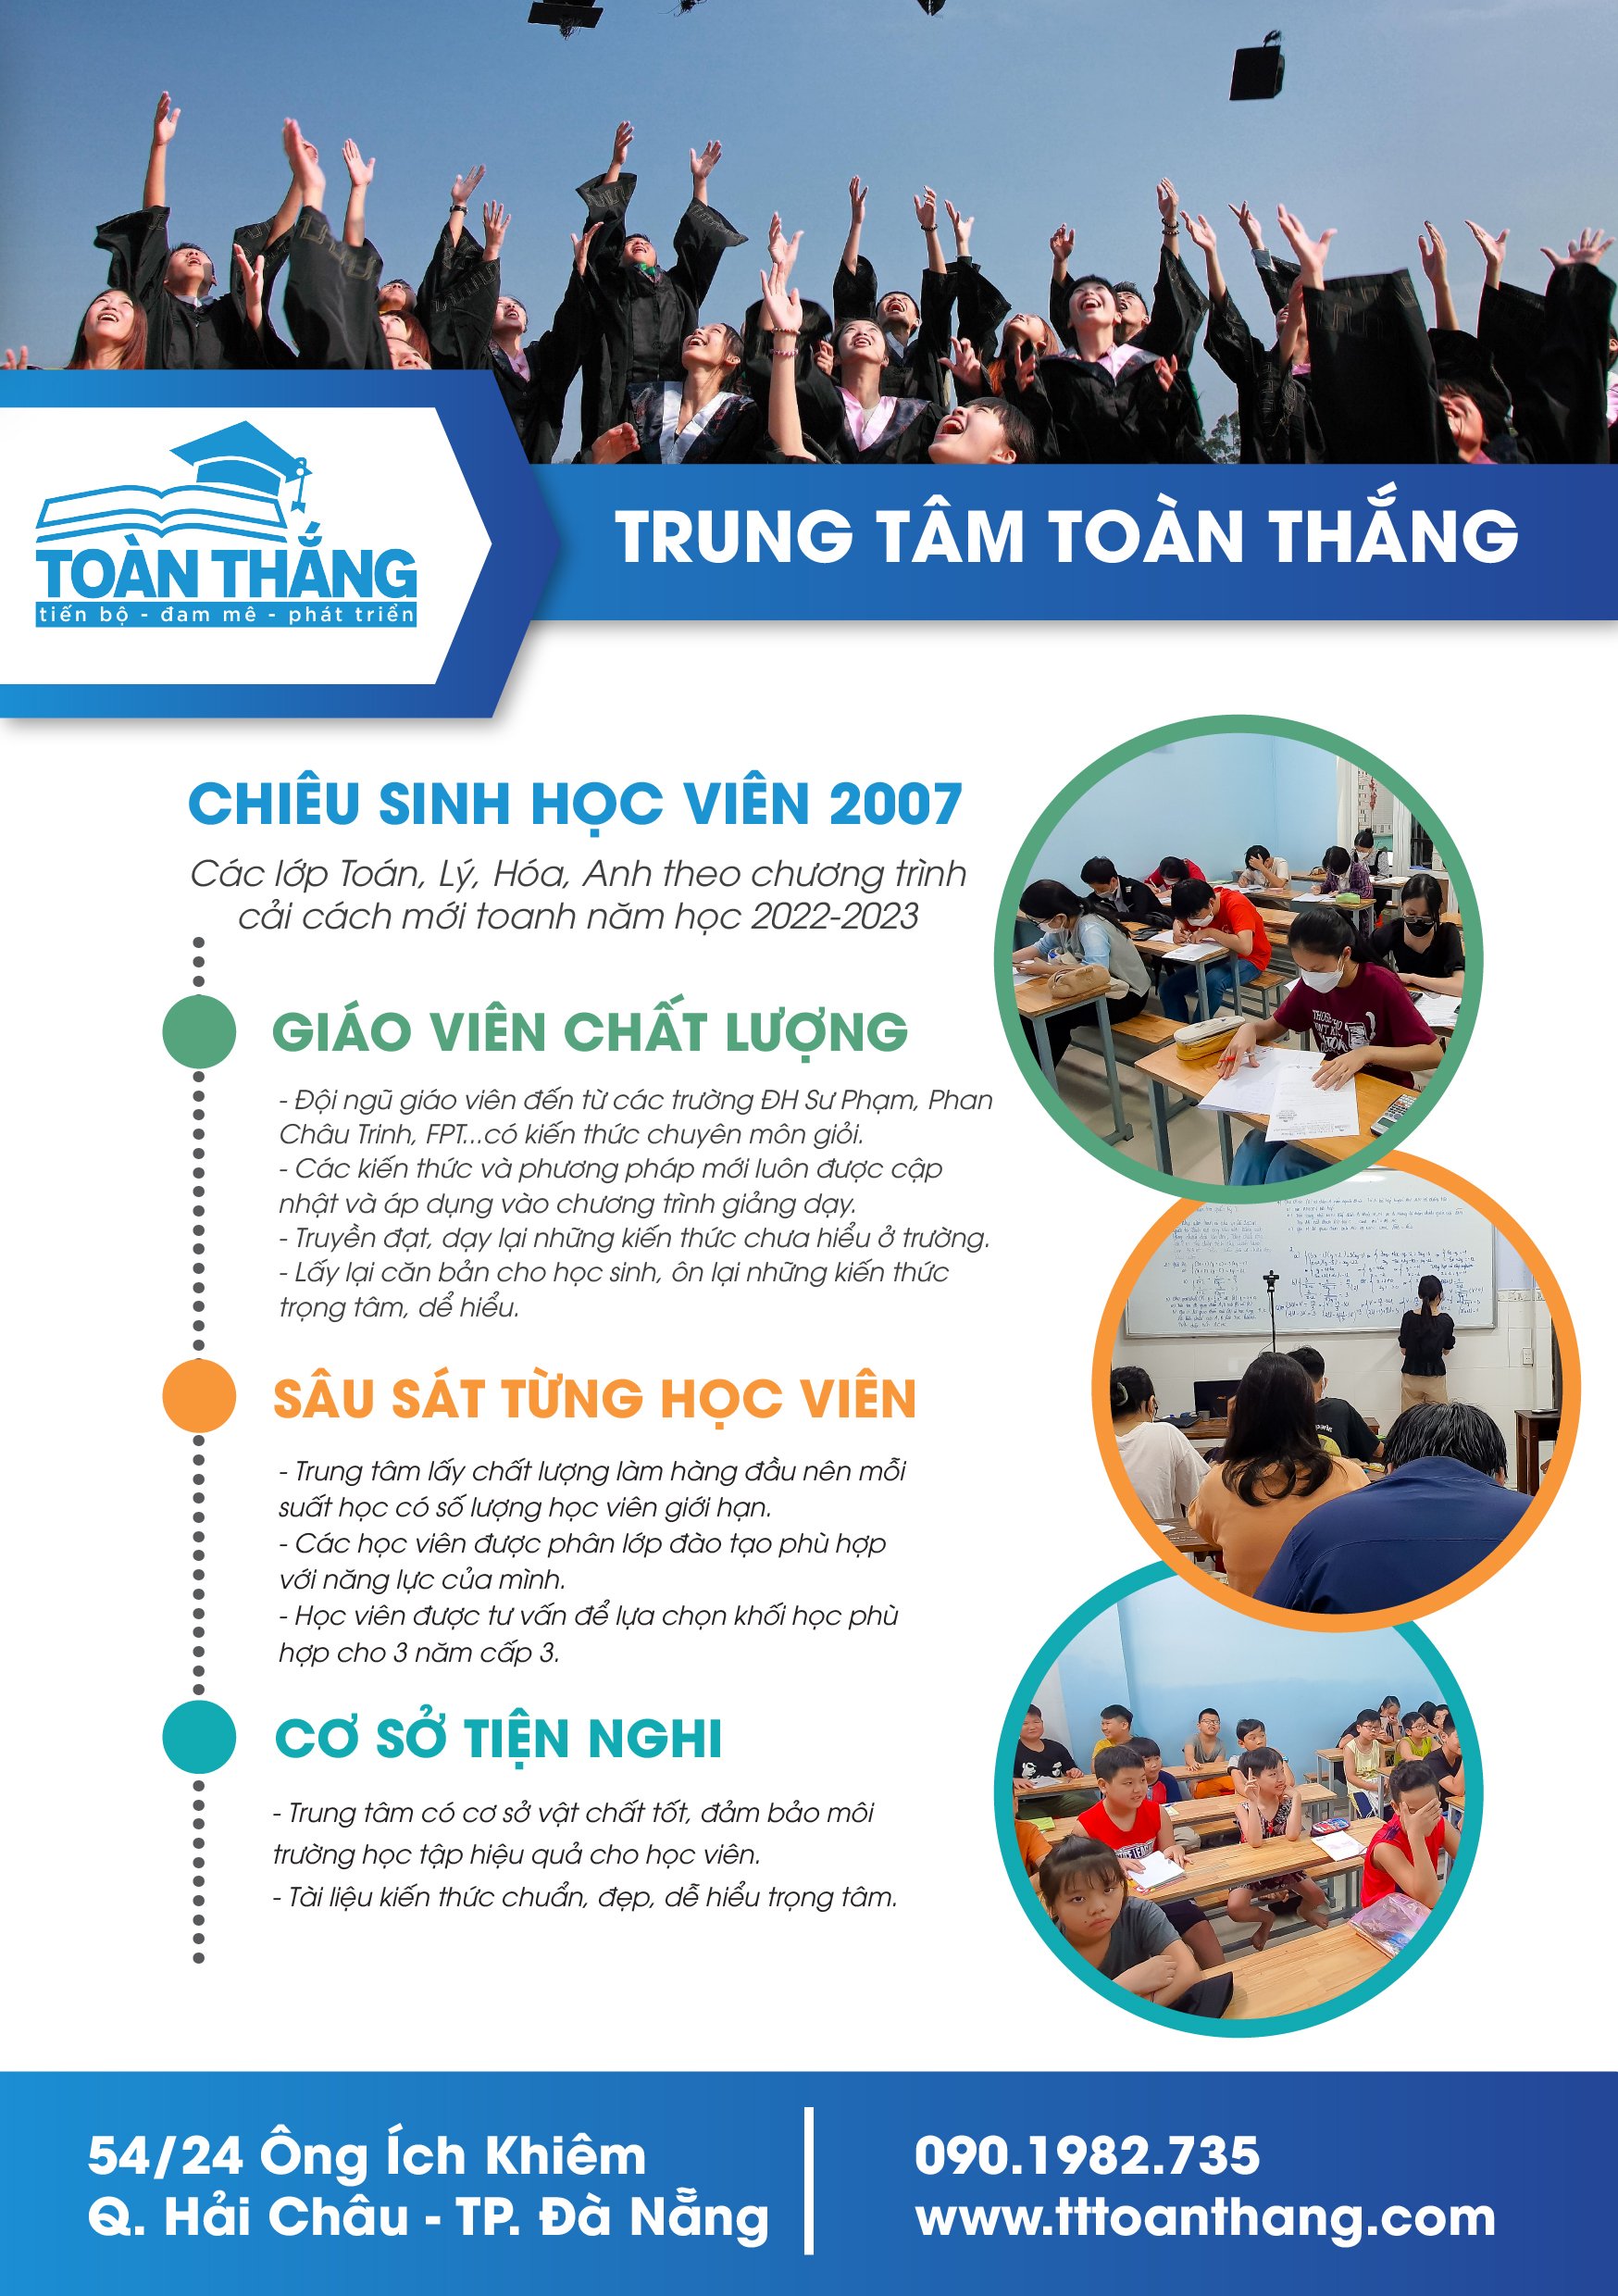 TOÀN THẮNG
tiến bộ - đam mê - phát triển
TRUNG TÂM TOÀN THẮNG
CHIÊU SINH HỌC VIÊN 2007
Các lớp Toán, Lý, Hóa, Anh theo chương trình
cải cách mới toanh năm học 2022-2023
GIÁO VIÊN CHẤT LƯỢNG
- Đội ngũ giáo viên đến từ các trường ĐH Sư Phạm, Phan
Châu Trinh, FPT...có kiến thức chuyên môn giỏi.
- Các kiến thức và phương pháp mới luôn được cập
nhật và áp dụng vào chương trình giảng dạy.
- Truyền đạt, dạy lại những kiến thức chưa hiểu ở trường.
- Lấy lại căn bản cho học sinh, ôn lại những kiến thức
trọng tâm, dể hiểu.
SÂU SÁT TỪNG HỌC VIÊN
- Trung tâm lấy chất lượng làm hàng đầu nên mỗi
suất học có số lượng học viên giới hạn.
- Các học viên được phân lớp đào tạo phù hợp
với năng lực của mình.
- Học viên được tư vấn để lựa chọn khối học phù
hợp cho 3 năm cấp 3.
CƠ SỞ TIỆN NGHI
- Trung tâm có cơ sở vật chất tốt, đảm bảo môi
trường học tập hiệu quả cho học viên.
- Tài liệu kiến thức chuẩn, đẹp, dễ hiểu trọng tâm.
54/24 Ông Ích Khiêm
Q. Hải Châu - TP. Đà Nẵng
090.1982.735
www.tttoanthang.com